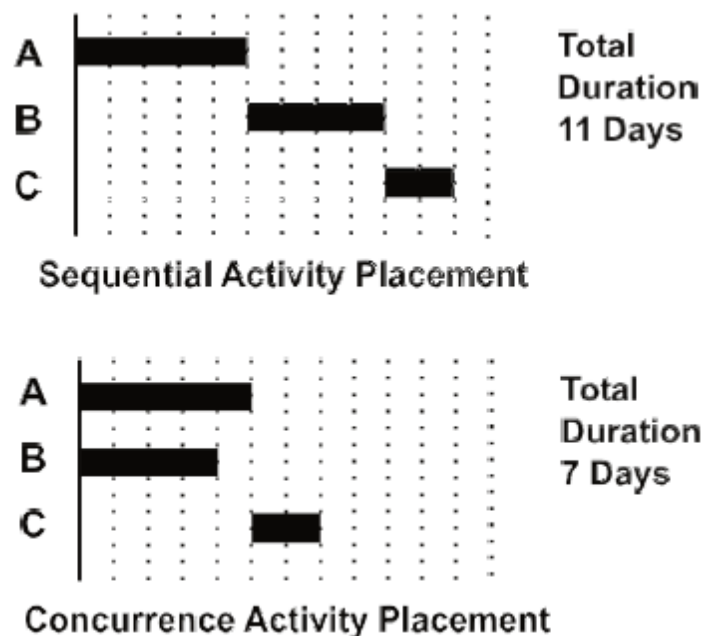 A
B
C
Total
Duration
11 Days
Sequential Activity Placement
A
B
C
Total
Duration
7 Days
Concurrence Activity Placement